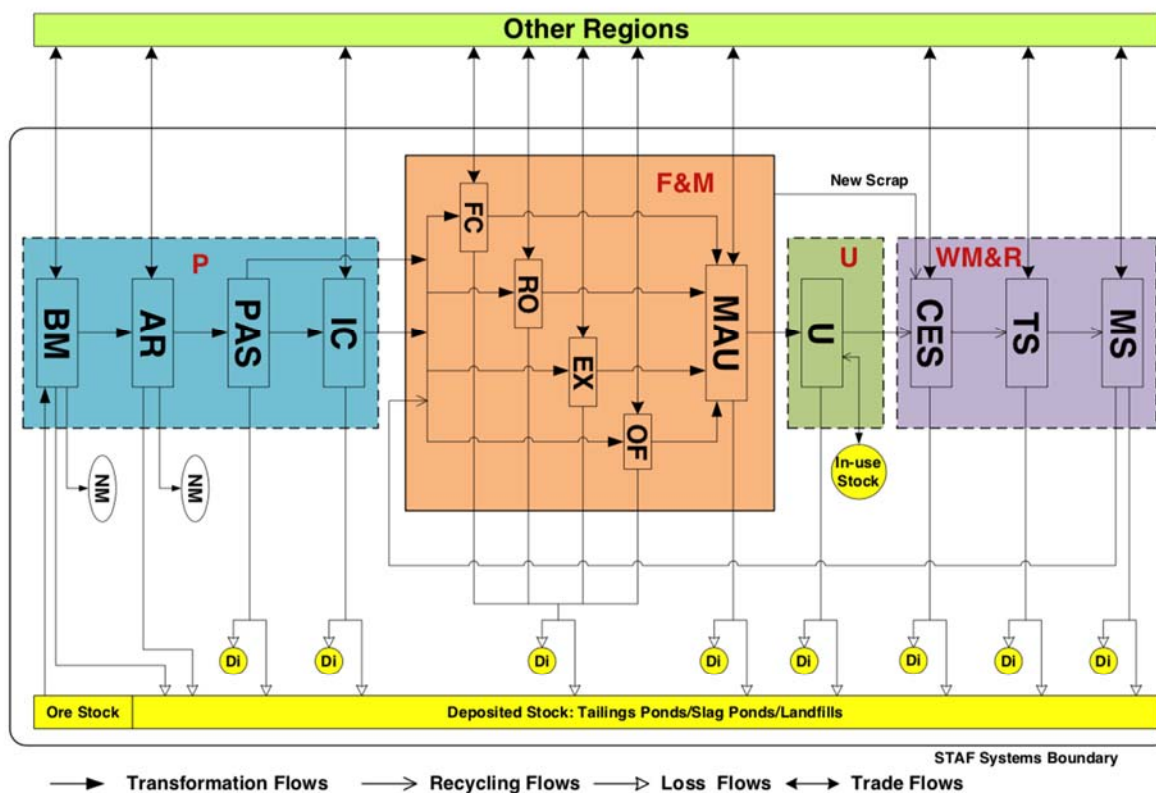 Other Regions
F&M
New Scrap
FC
P
U
WM&R
RO
BM
AR
PAS
IC
MAU
U
CES
TS
MS
EX
OF
In-use
Stock
NM
NM
Di
Di
Di
Di
Di
Di
Di
Di
Ore Stock
Deposited Stock: Tailings Ponds/Slag Ponds/Landfills
STAF Systems Boundary
Transformation Flows
Recycling Flows
Loss Flows
Trade Flows